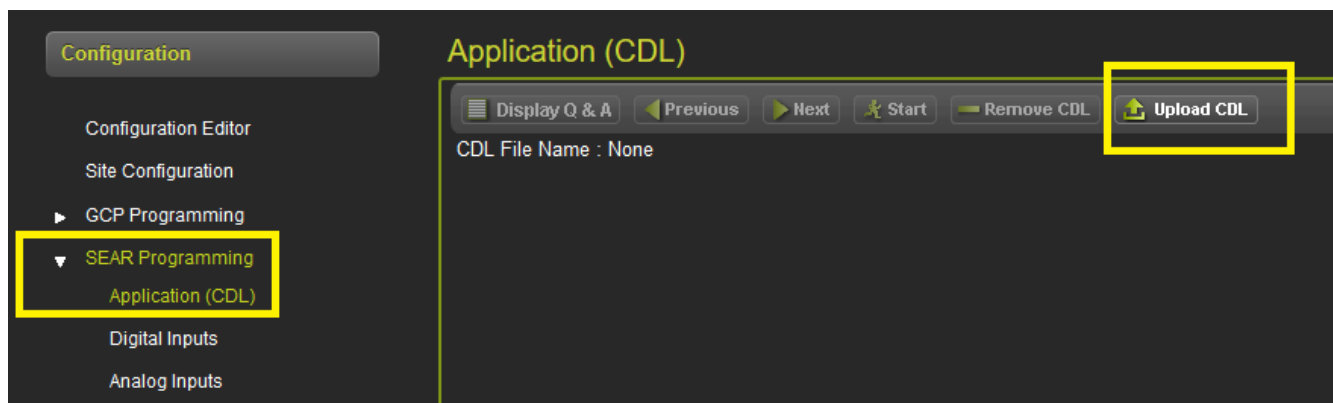 Configuration
Configuration Editor
Site Configuration
GCP Programming
SEAR Programming
Application (CDL)
Digital Inputs
Analog Inputs
Application (CDL)
Display Q & A Previous Next Start Remove CDL Upload CDL
CDL File Name : None